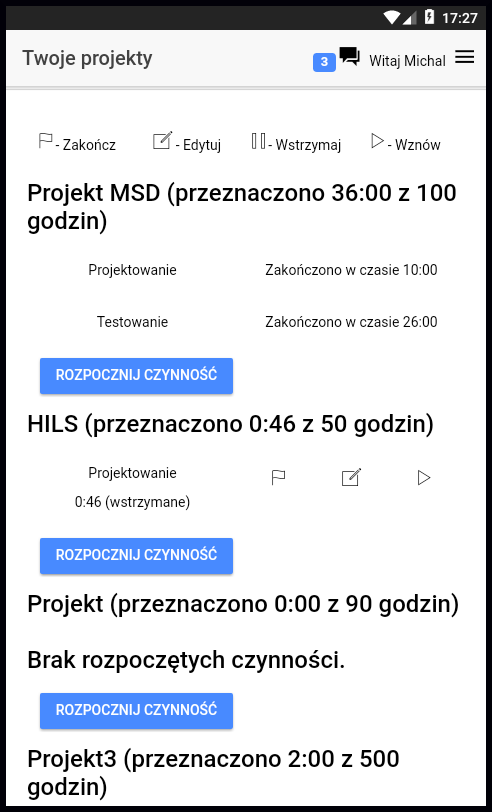 17:27
Twoje projekty 3 Witaj Michal
- Zakończ - Edytuj - Wstrzymaj - Wznów
Projekt MSD (przeznaczono 36:00 z 100
godzin)
Projektowanie Zakończono w czasie 10:00
Testowanie Zakończono w czasie 26:00
ROZPOCZNIJ CZYNNOŚĆ
HILS (przeznaczono 0:46 z 50 godzin)
Projektowanie
0:46 (wstrzymane)
ROZPOCZNIJ CZYNNOŚĆ
Projekt (przeznaczono 0:00 z 90 godzin)
Brak rozpoczętych czynności.
ROZPOCZNIJ CZYNNOŚĆ
Projekt3 (przeznaczono 2:00 z 500
godzin)